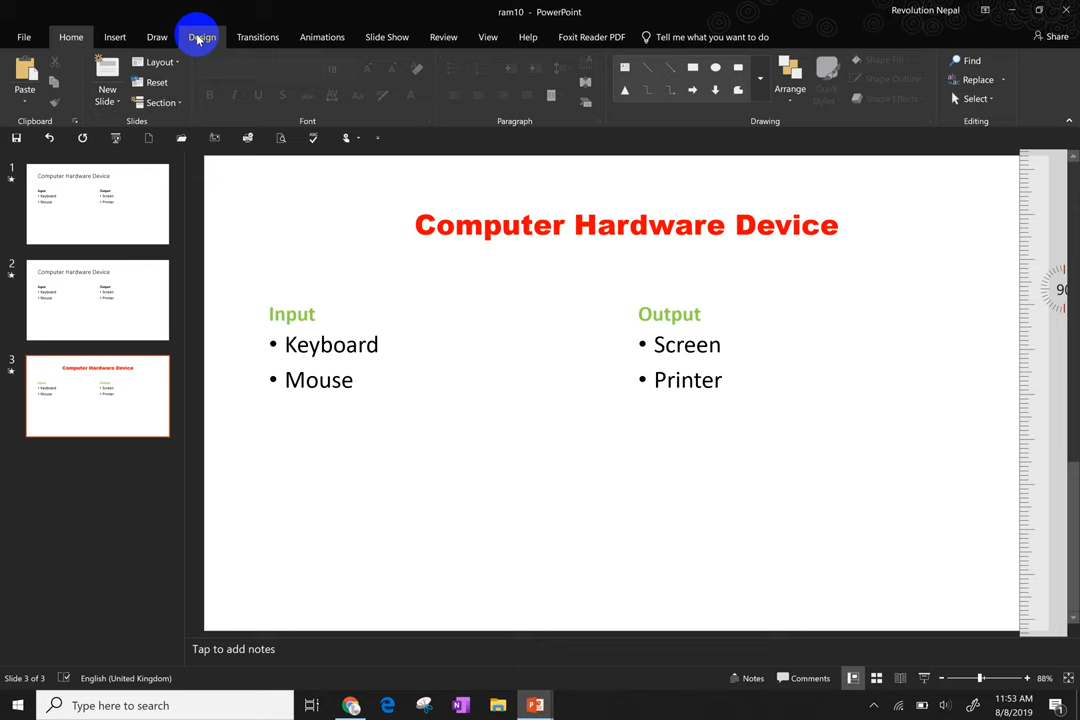 ram10 - PowerPoint
Revolution Nepal
File Home Insert Draw Design Transitions Animations Slide Show Review View Help Foxit Reader PDF Tell me what you want to do Share
Paste
New Slide
Layout
Reset
Section
18
Arrange
Quick Styles
Shape Fill
Shape Outline
Shape Effects
Find
Replace
Select
Clipboard Slides Font Paragraph Drawing Editing
1
Computer Hardware Device
Input Output
• Keyboard • Screen
• Mouse • Printer
2
Computer Hardware Device
Input Output
• Keyboard • Screen
• Mouse • Printer
3
Computer Hardware Device
Input Output
• Keyboard • Screen
• Mouse • Printer
Computer Hardware Device
Input Output
• Keyboard • Screen
• Mouse • Printer
90
Tap to add notes
Slide 3 of 3 English (United Kingdom) Notes Comments 88%
Type here to search
11:53 AM
8/8/2019